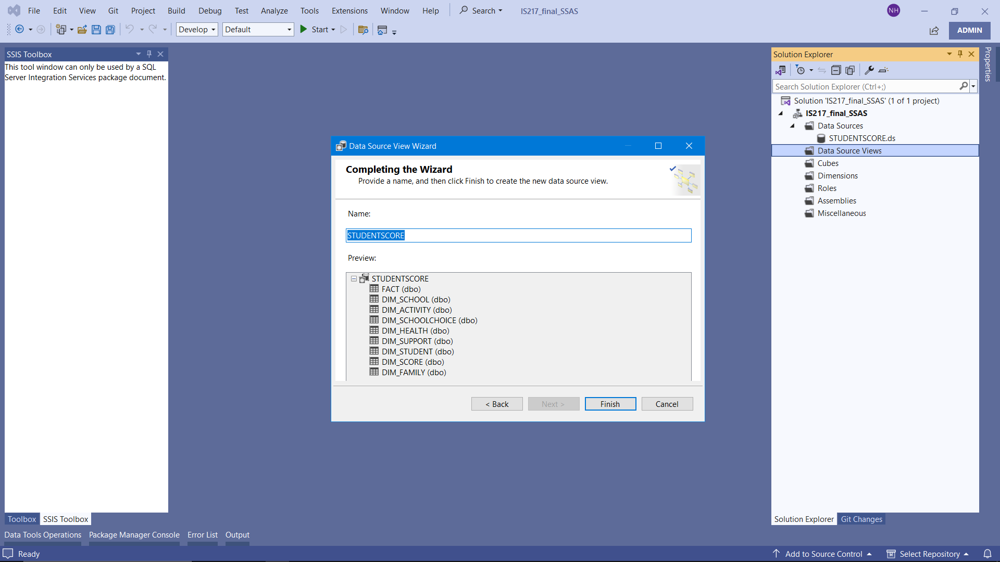 File Edit View Git Project Build Debug Test Analyze Tools Extensions Window Help Search IS217_final_SSAS NH
Develop Default Start ADMIN
SSIS Toolbox
This tool window can only be used by a SQL
Server Integration Services package document.
Data Source View Wizard
Completing the Wizard
Provide a name, and then click Finish to create the new data source view.
Name:
STUDENTSCORE
Preview:
STUDENTSCORE
FACT (dbo)
DIM_SCHOOL (dbo)
DIM_ACTIVITY (dbo)
DIM_SCHOOLCHOICE (dbo)
DIM_HEALTH (dbo)
DIM_SUPPORT (dbo)
DIM_STUDENT (dbo)
DIM_SCORE (dbo)
DIM_FAMILY (dbo)
< Back Next > Finish Cancel
Solution Explorer
Search Solution Explorer (Ctrl+;)
Solution 'IS217_final_SSAS' (1 of 1 project)
IS217_final_SSAS
Data Sources
STUDENTSCORE.ds
Data Source Views
Cubes
Dimensions
Roles
Assemblies
Miscellaneous
Properties
Toolbox SSIS Toolbox
Solution Explorer Git Changes
Data Tools Operations Package Manager Console Error List Output
Ready Add to Source Control Select Repository